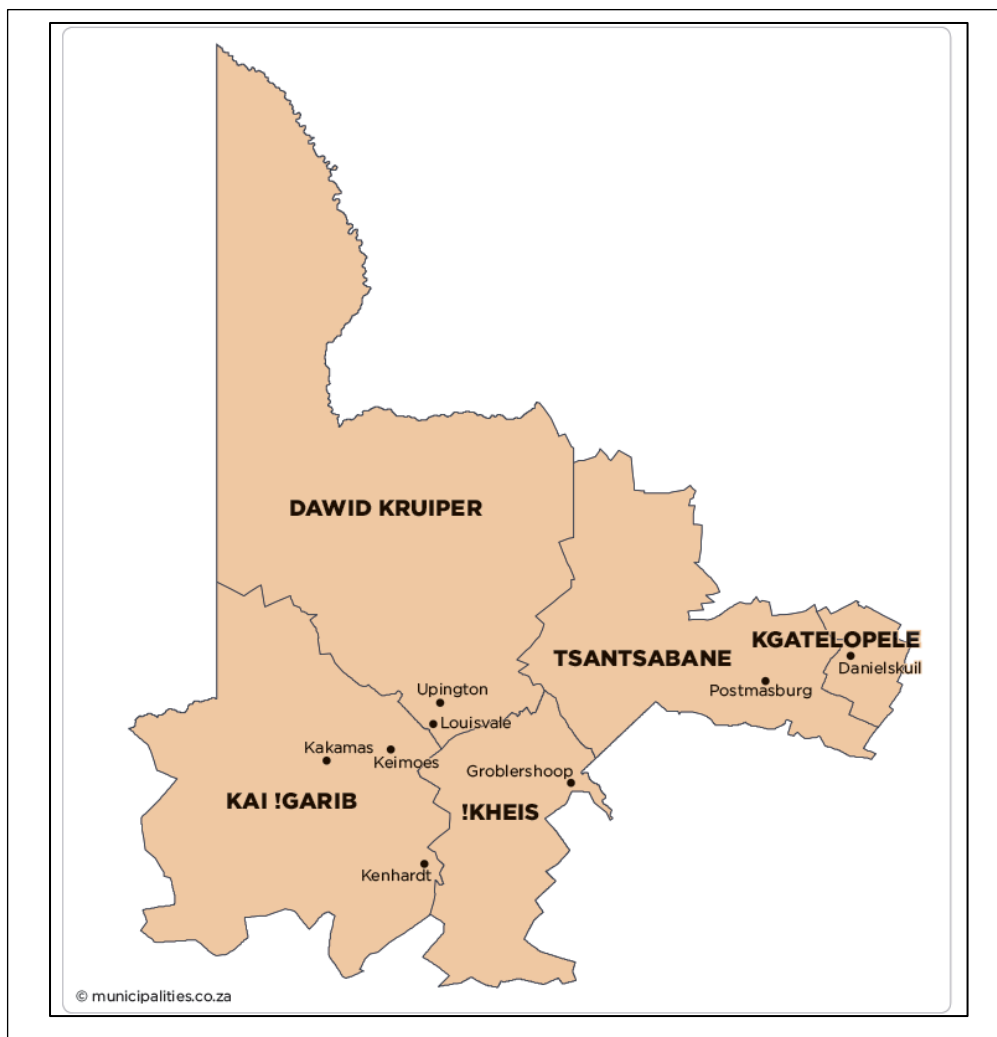 DAWID KRUIPER
KGATELOPELE
TSANTSABANE
Danielskuil
Postmasburg
Upington
Louisvale
Kakamas
Keimoes
Groblershoop
KAI !GARIB
!KHEIS
Kenhardt
© municipalities.co.za